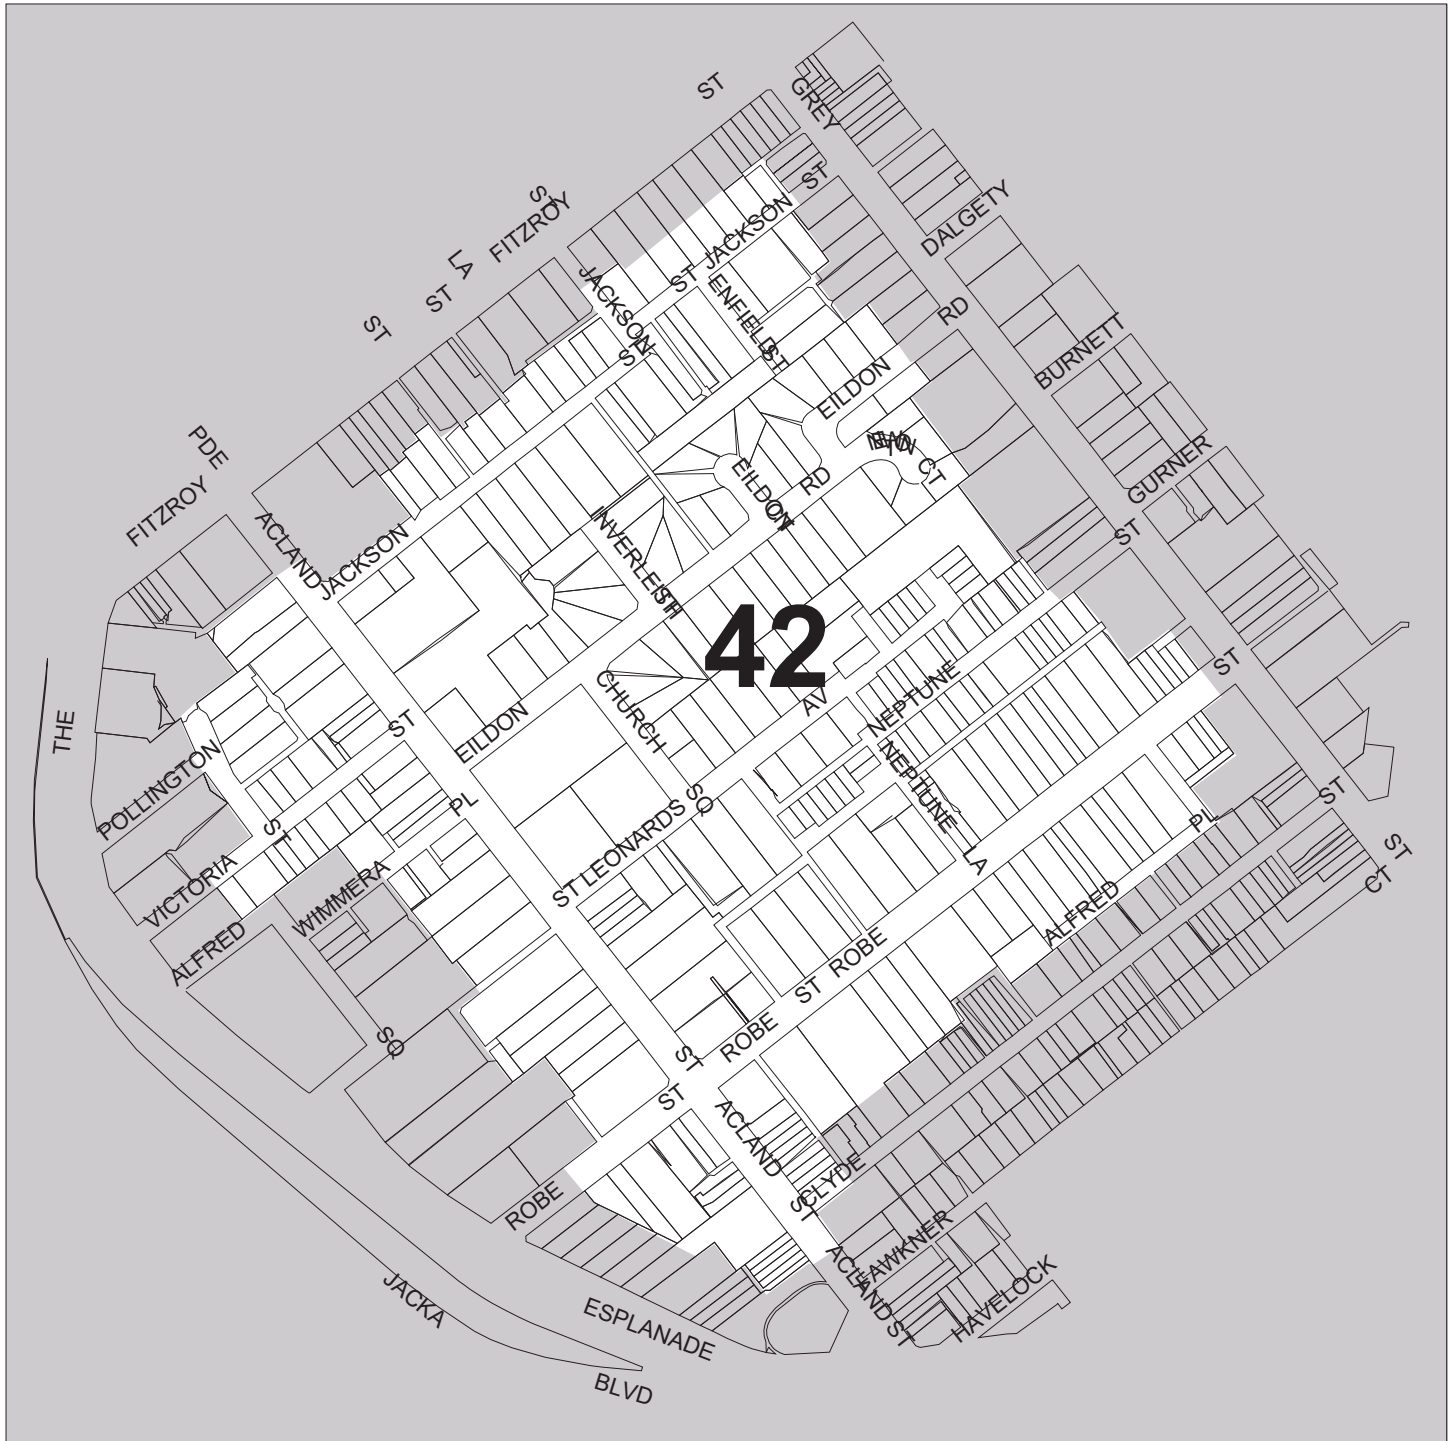 ST
GREY
ST
ST
FITZROY
DALGETY
JACKSON
ST
LA
ST
JACKSON
ST
ENFIELD
ST
ST
RD
BURNETT
ST
EILDON
PDE
FITZROY
CT
GURNER
ACLAND
JACKSON
EILDON
RD
ST
INVERLEIGH
42
ST
THE
POLLINGTON
ST
EILDON
CHURCH
AV
NEPTUNE
NEPTUNE
ST
PL
SQ
ST LEONARDS
VICTORIA
ST
WIMMERA
ALFRED
LA
PL
ALFRED
ST
CT
SQ
ST
ROBE
ST
ROBE
ST
ACLAND
CLYDE
ST
ROBE
ACLAND
FAWKNER
ST
HAVELOCK
JACKA
ESPLANADE
BLVD